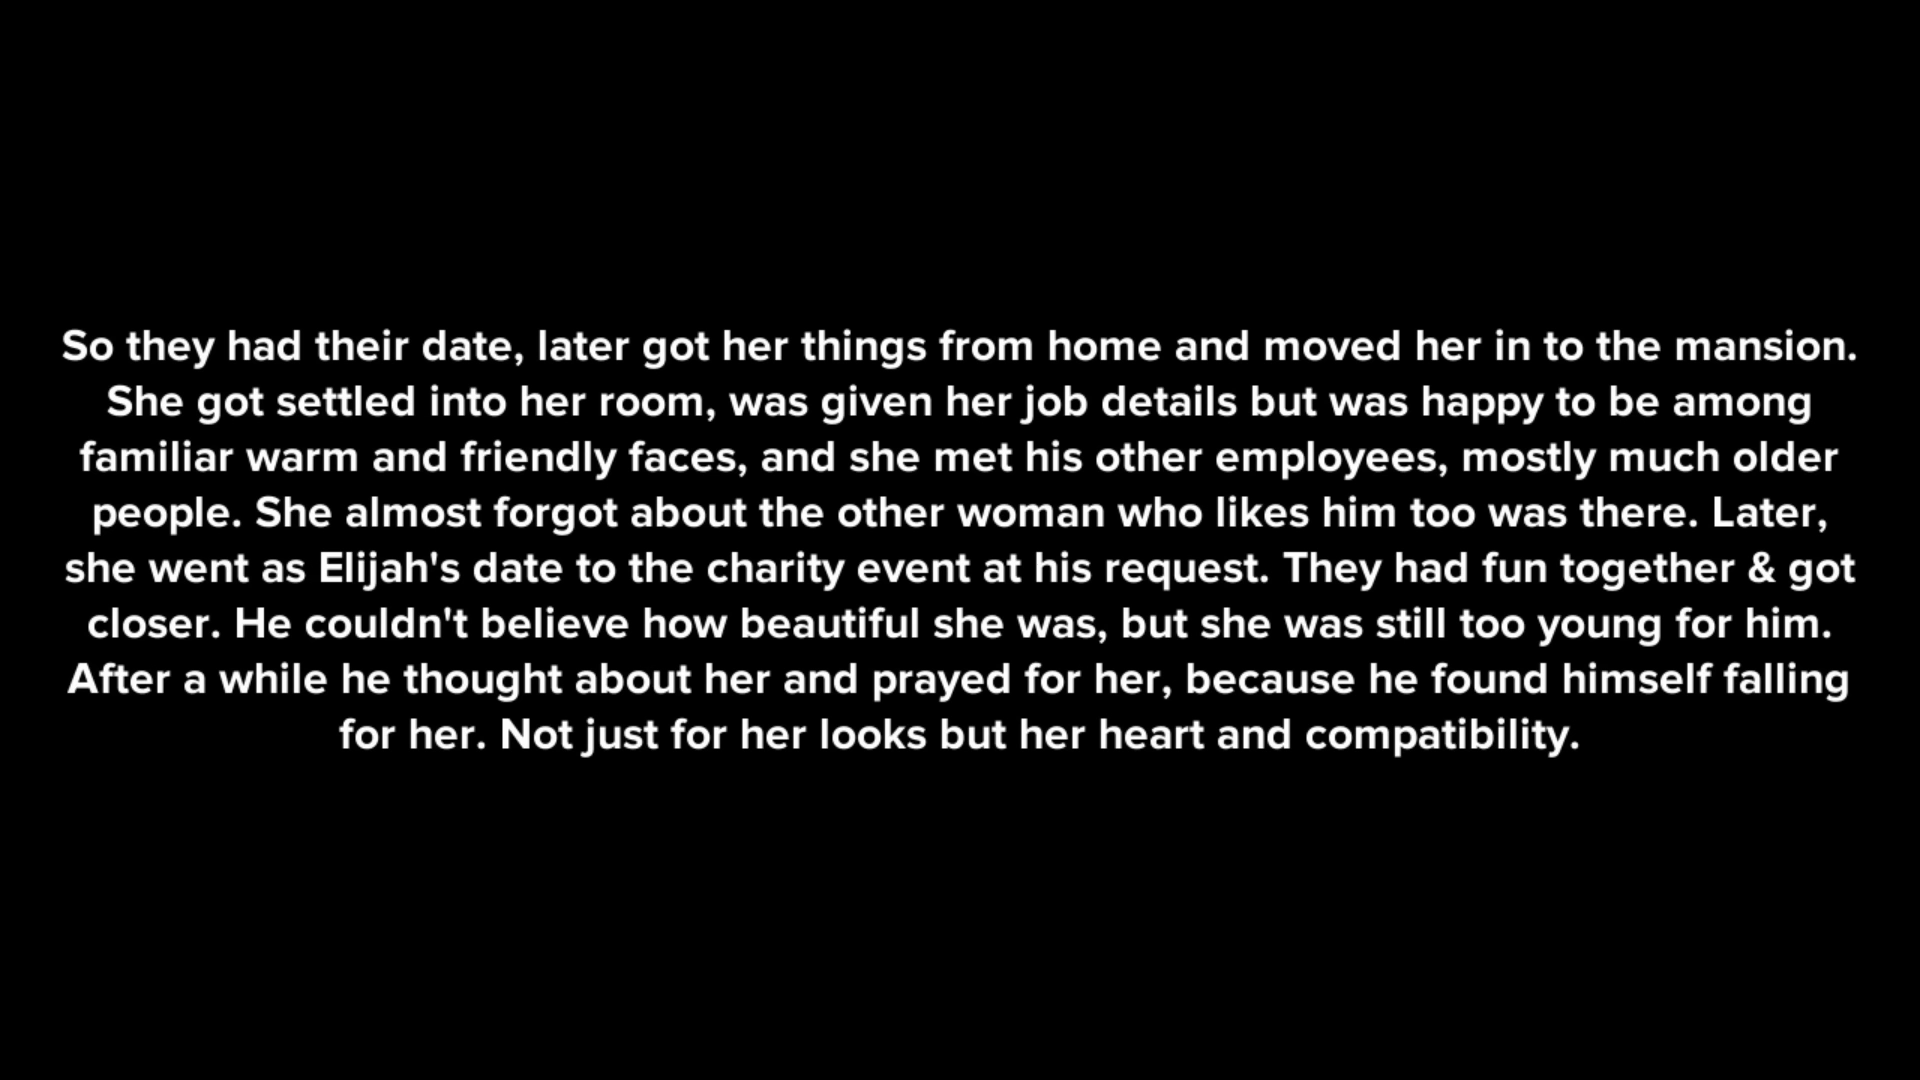 So they had their date, later got her things from home and moved her in to the mansion.
She got settled into her room, was given her job details but was happy to be among
familiar warm and friendly faces, and she met his other employees, mostly much older
people. She almost forgot about the other woman who likes him too was there. Later,
she went as Elijah's date to the charity event at his request. They had fun together & got
closer. He couldn't believe how beautiful she was, but she was still too young for him.
After a while he thought about her and prayed for her, because he found himself falling
for her. Not just for her looks but her heart and compatibility.